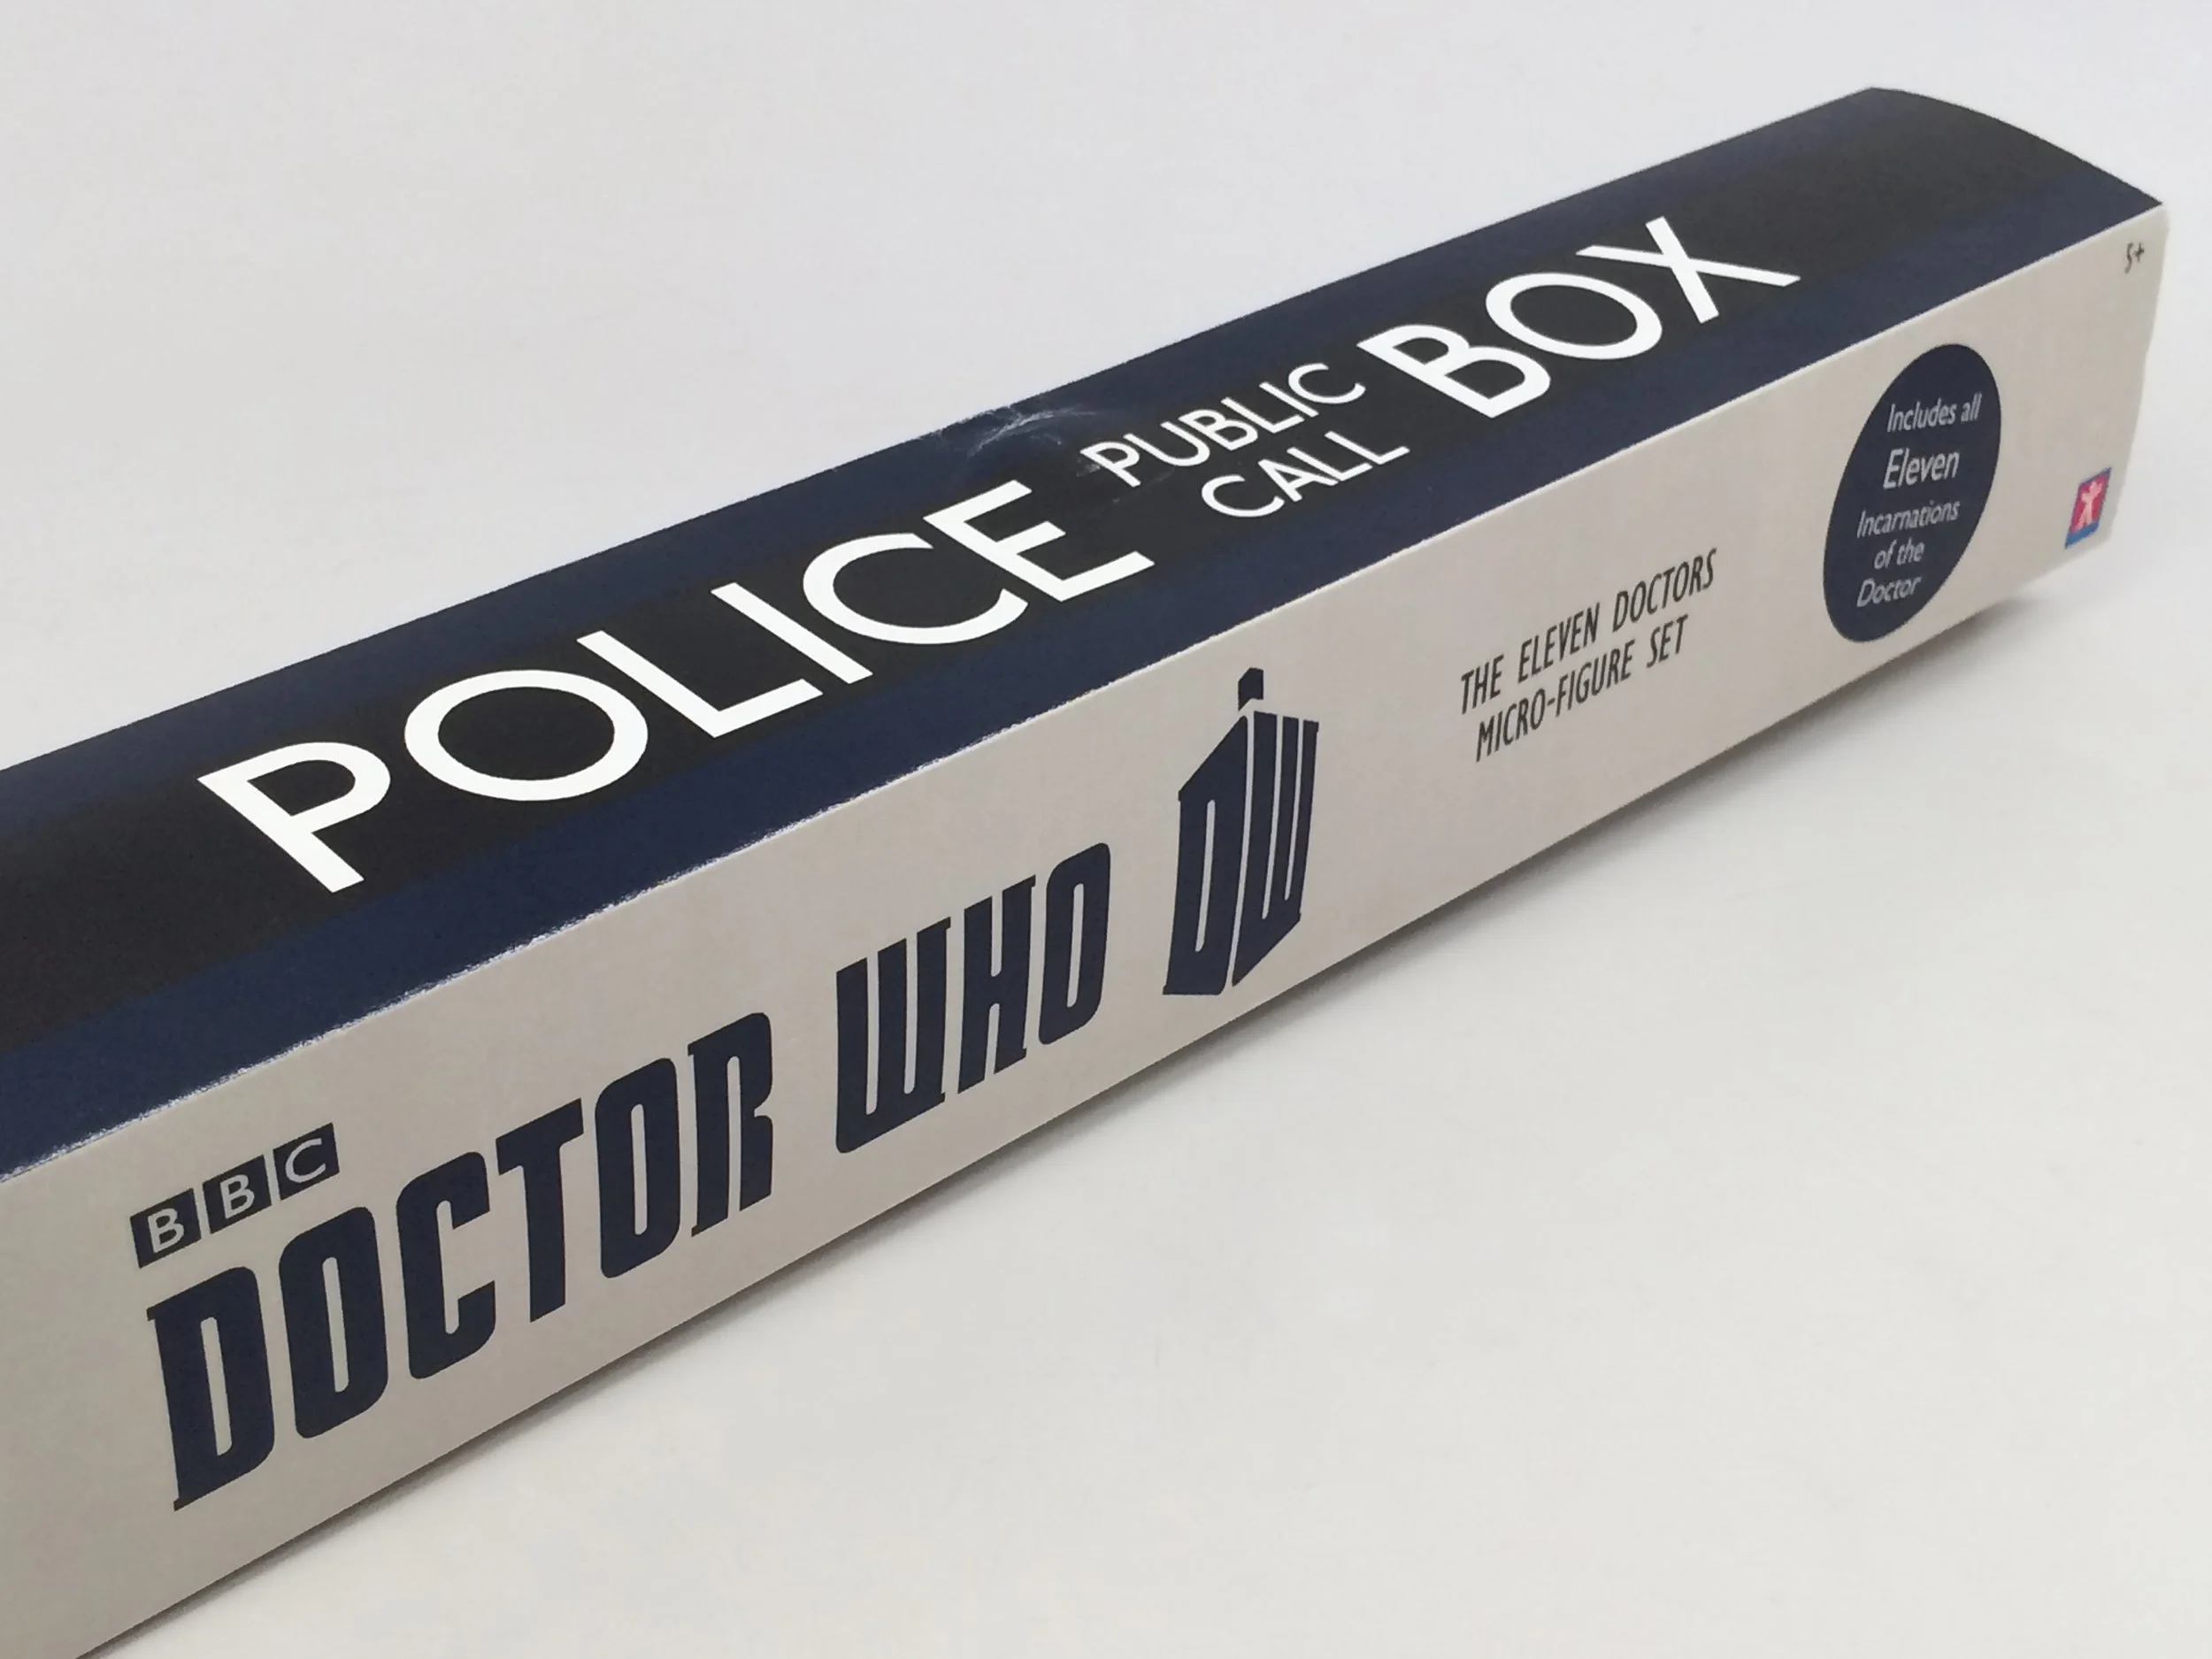 POLICE PUBLIC CALL BOX
5+
BBC
DOCTOR WHO DW
THE ELEVEN DOCTORS
MICRO-FIGURE SET
Includes all
Eleven
Incarnations
of the
Doctor